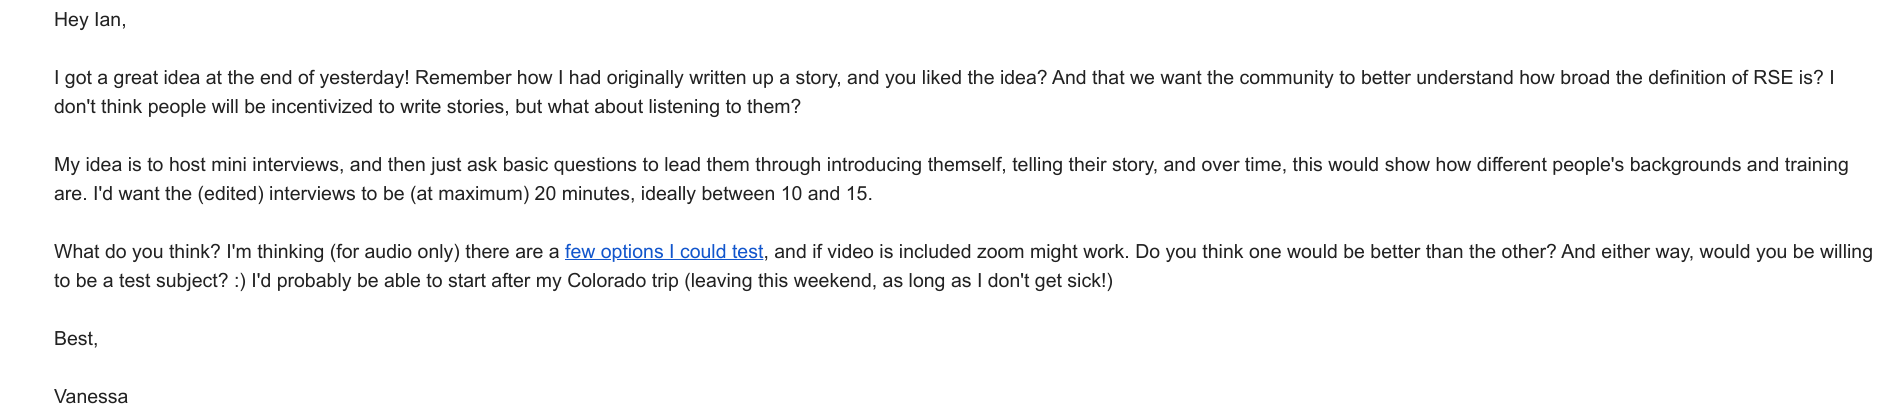 Hey Ian,
I got a great idea at the end of yesterday! Remember how I had originally written up a story, and you liked the idea? And that we want the community to better understand how broad the definition of RSE is? I
don't think people will be incentivized to write stories, but what about listening to them?
My idea is to host mini interviews, and then just ask basic questions to lead them through introducing themself, telling their story, and over time, this would show how different people's backgrounds and training
are. I'd want the (edited) interviews to be (at maximum) 20 minutes, ideally between 10 and 15.
What do you think? I'm thinking (for audio only) there are a few options I could test, and if video is included zoom might work. Do you think one would be better than the other? And either way, would you be willing
to be a test subject? :) I'd probably be able to start after my Colorado trip (leaving this weekend, as long as I don't get sick!)
Best,
Vanessa